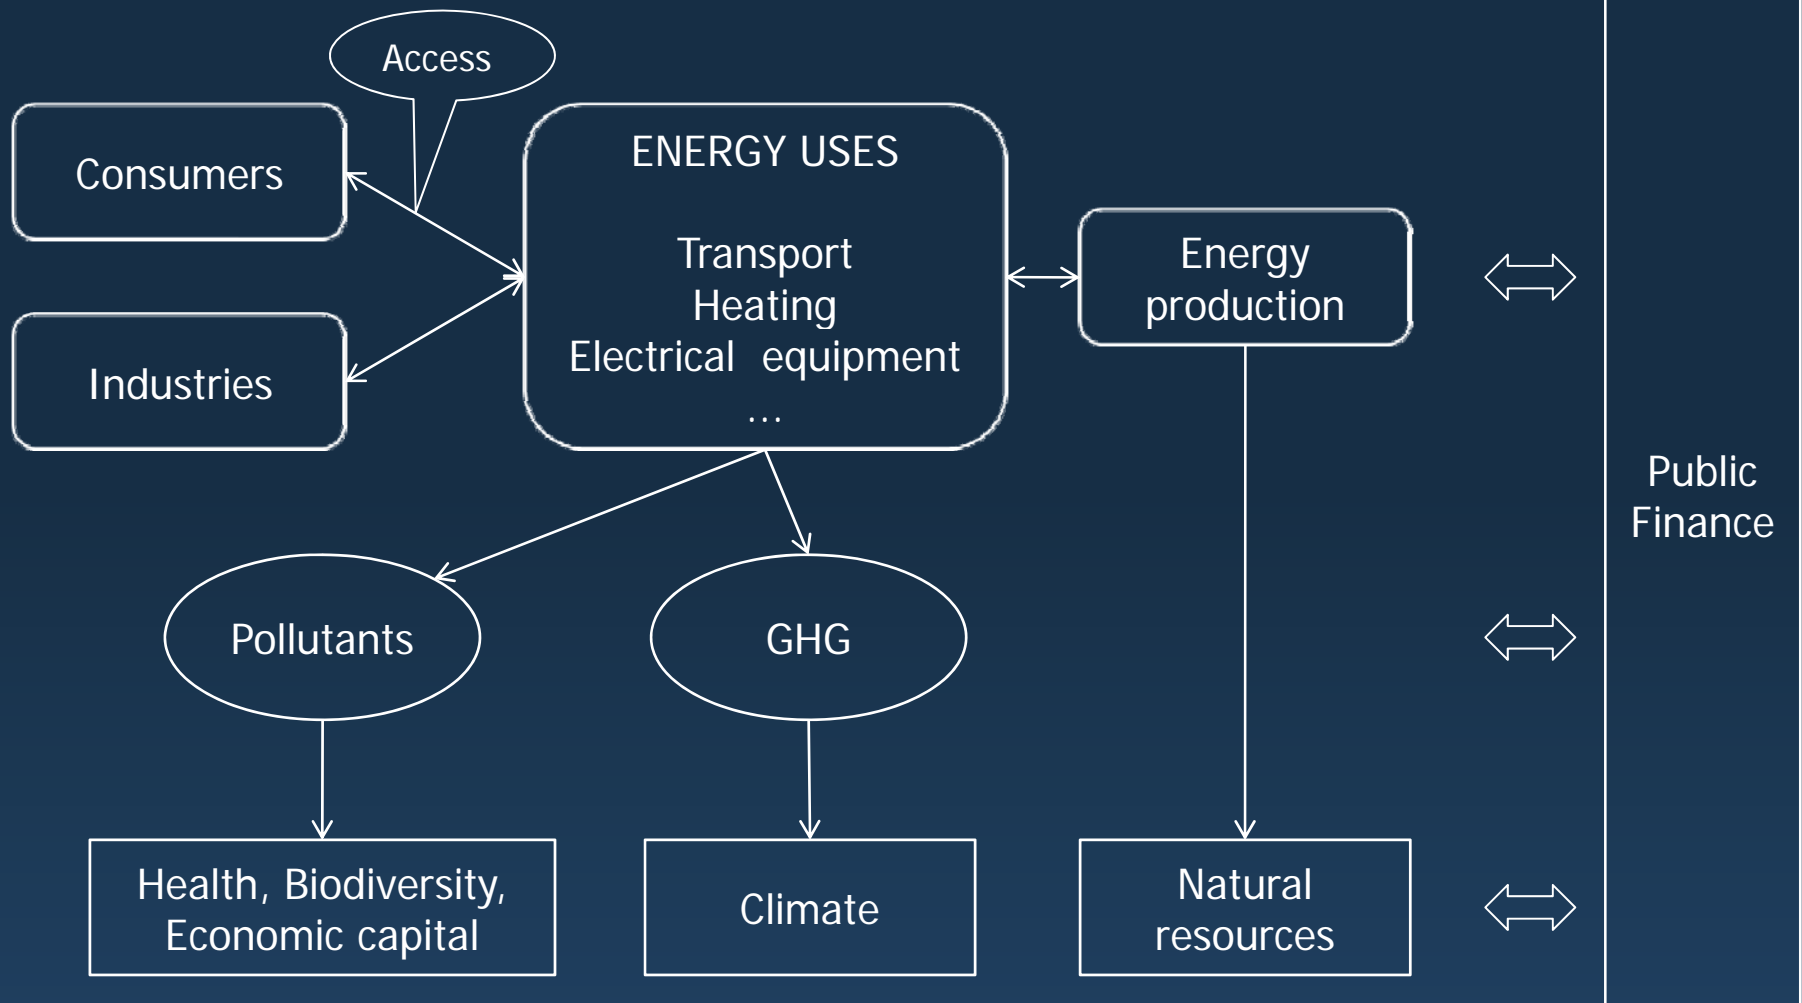 Access
Consumers
Industries
ENERGY USES
Transport
Heating
Electrical equipment
...
Energy
production
Public
Finance
Pollutants
GHG
Health, Biodiversity,
Economic capital
Climate
Natural
resources